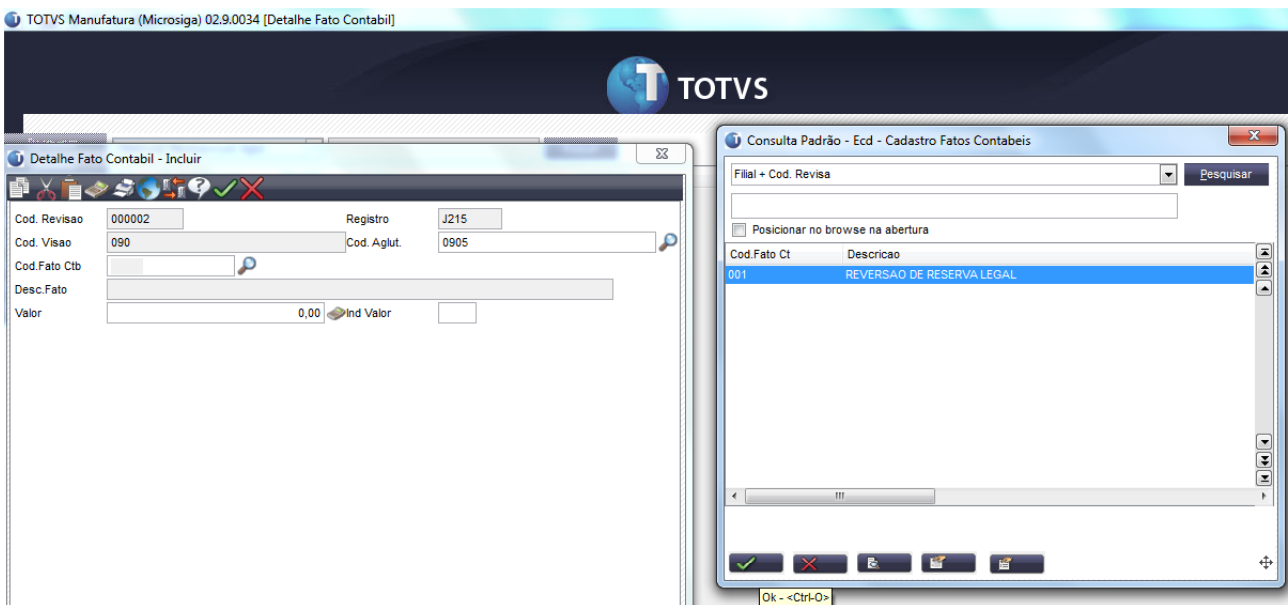 TOTVS Manufatura (Microsiga) 02.9.0034 [Detalhe Fato Contabil]
TOTVS
Detalhe Fato Contabil - Incluir
Cod. Revisao 000002 Registro J215
Cod. Visao 090 Cod. Aglut. 0905
Cod.Fato Ctb
Desc.Fato
Valor 0,00 Ind Valor
Consulta Padrão - Ecd - Cadastro Fatos Contabeis
Filial + Cod. Revisa Pesquisar
Posicionar no browse na abertura
Cod.Fato Ct Descricao
001 REVERSAO DE RESERVA LEGAL
Ok - <Ctrl-O>